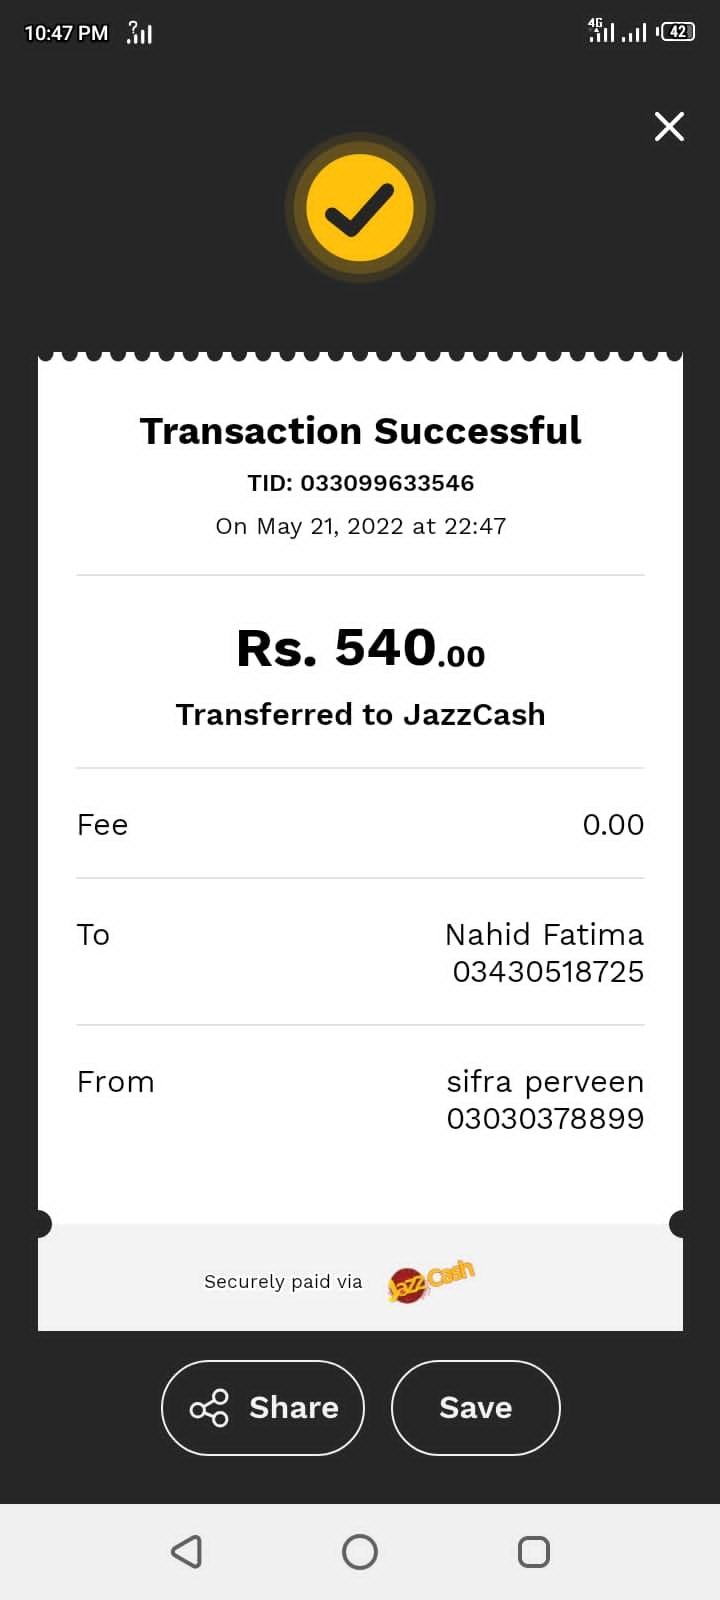 10:47 PM
4G
42
Transaction Successful
TID: 033099633546
On May 21, 2022 at 22:47
Rs. 540.00
Transferred to JazzCash
Fee 0.00
To Nahid Fatima
03430518725
From sifra perveen
03030378899
Securely paid via JazzCash
Share Save